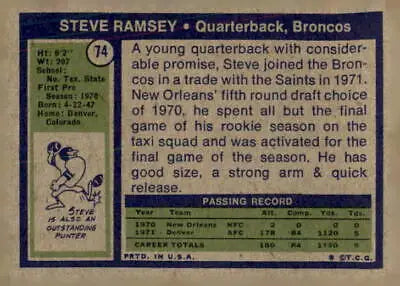 STEVE RAMSEY • Quarterback, Broncos
74
Ht: 6'2"
Wt: 207
School:
No. Tex. State
First Pro
Season: 1970
Born: 4-22-47
Home: Denver,
Colorado
STEVE
IS ALSO AN
OUTSTANDING
PUNTER
A young quarterback with consider-
able promise, Steve joined the Bron-
cos in a trade with the Saints in 1971.
New Orleans' fifth round draft choice
of 1970, he spent all but the final
game of his rookie season on the
taxi squad and was activated for the
final game of the season. He has
good size, a strong arm & quick
release.
PASSING RECORD
Year Team Att. Comp. Yds. Tds.
1970 New Orleans NFC 2 0 0 0
1971 Denver AFC 178 84 1120 5
CAREER TOTALS 180 84 1120 5
PRTD. IN U.S.A. © T.C.G.